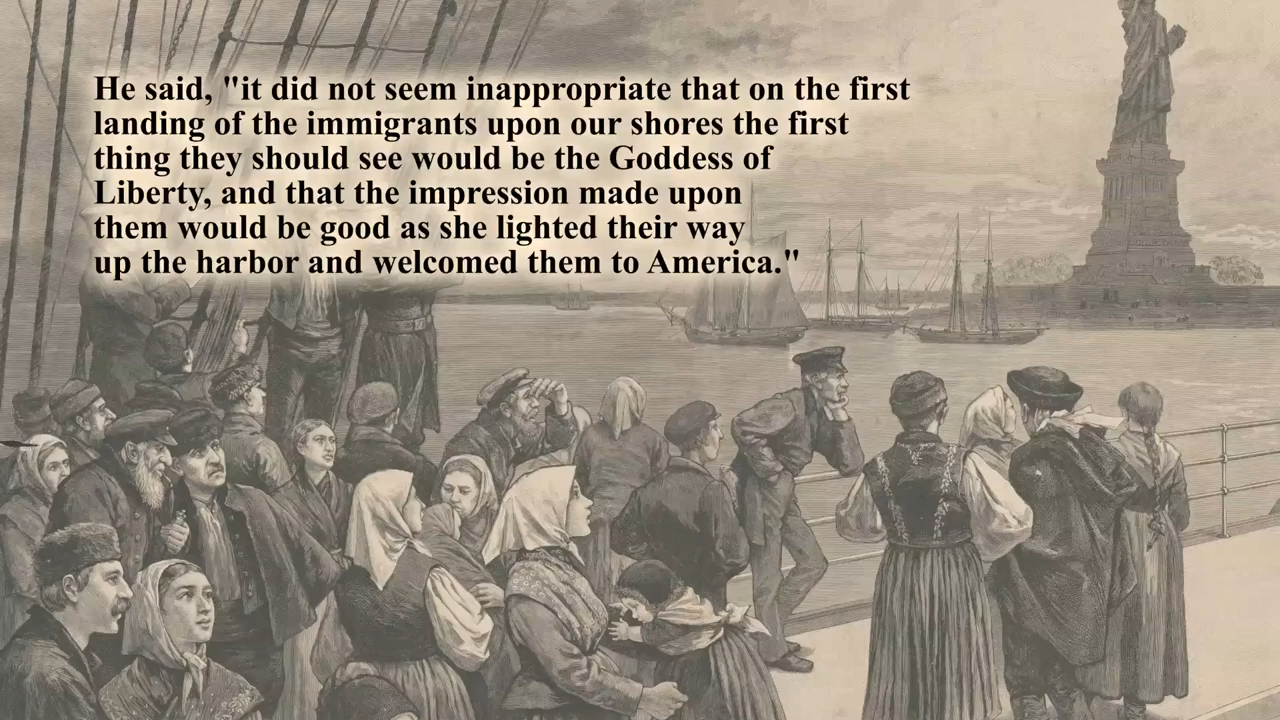 He said, "it did not seem inappropriate that on the first
landing of the immigrants upon our shores the first
thing they should see would be the Goddess of
Liberty, and that the impression made upon
them would be good as she lighted their way
up the harbor and welcomed them to America."